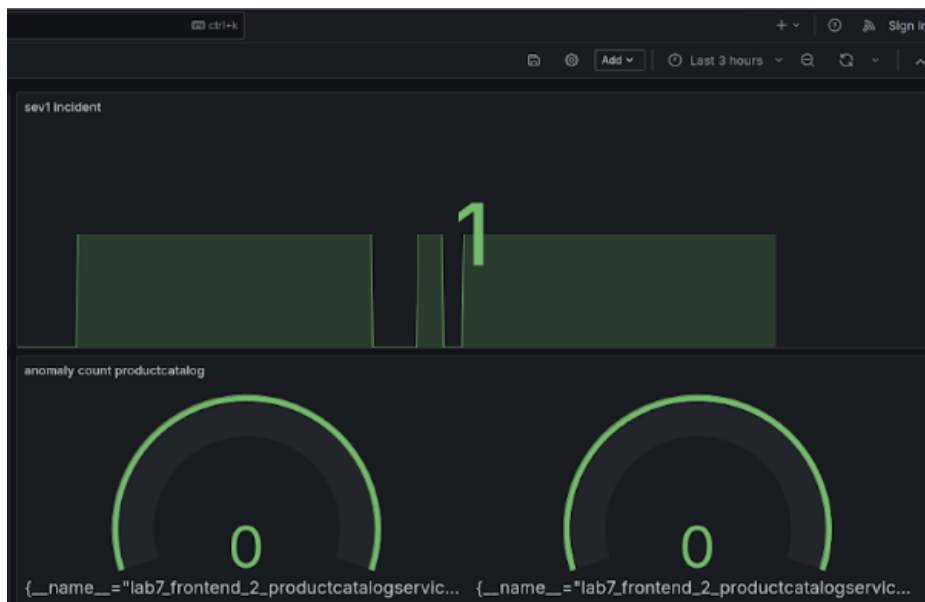 ctrl+k
Sign in
Add
Last 3 hours
sev1 incident
1
anomaly count productcatalog
0
0
{__name__="lab7_frontend_2_productcatalogservic...
{__name__="lab7_frontend_2_productcatalogservic...